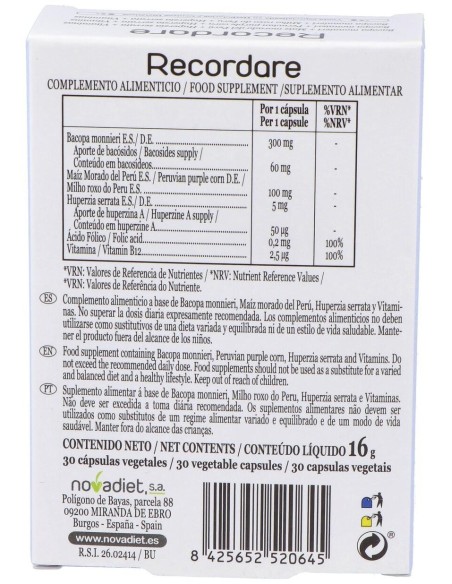 Recordare
Recordare
COMPLEMENTO ALIMENTICIO / FOOD SUPPLEMENT /SUPLEMENTO ALIMENTAR
Por 1 cápsula %VRN*
Per 1 capsule %NRV*
Bacopa monnieri E.S./ D.E. 300 mg -
Aporte de bacósidos / Bacosides supply /
Conteúdo em bacosideos 60 mg -
Maíz Morado del Perú E.S./ Peruvian purple corn D.E./
Milho roxo do Peru E.S. 100 mg -
Huperzia serrata E.S./ D.E. 5 mg -
Aporte de huperzina A / Huperzine A supply /
Conteúdo em huperzine A 50 µg -
Ácido Fólico / Folic acid 0,2 mg 100%
Vitamina / Vitamin B12 2,5 µg 100%
*VRN: Valores de Referencia de Nutrientes / *NRV: Nutrient Reference Values /
*VRN: Valores de Referência do Nutriente.
ES Complemento alimenticio a base de Bacopa monnieri, Maíz morado del Perú, Huperzia serrata y Vitami-
nas. No superar la dosis diaria expresamente recomendada. Los complementos alimenticios no deben
utilizarse como sustitutivos de una dieta variada y equilibrada ni de un estilo de vida saludable. Mante-
ner el producto fuera del alcance de los niños.
EN Food supplement containing Bacopa monnieri, Peruvian purple corn, Huperzia serrata and Vitamins. Do
not exceed the recommended daily dose. Food supplements should not be used as a substitute for a varied
and balanced diet and a healthy lifestyle. Keep out of reach of children.
PT Suplemento alimentar à base de Bacopa monnieri, Milho roxo do Peru, Huperzia serrata e Vitaminas.
Não deve ser excedida a toma diária recomendada. Os suplementos alimentares não devem ser
utilizados como substitutos de um regime alimentar variado e equilibrado e de um modo de vida
saudável. Manter fora do alcance das crianças.
CONTENIDO NETO / NET CONTENTS / CONTEÚDO LÍQUIDO 16 g
30 cápsulas vegetales / 30 vegetable capsules / 30 capsulas vegetais
novadiet, s.a.
Polígono de Bayas, parcela 88
09200 MIRANDA DE EBRO
Burgos - España - Spain
www.novadiet.es
R.S.I. 26.02414 / BU
8 425652 520645